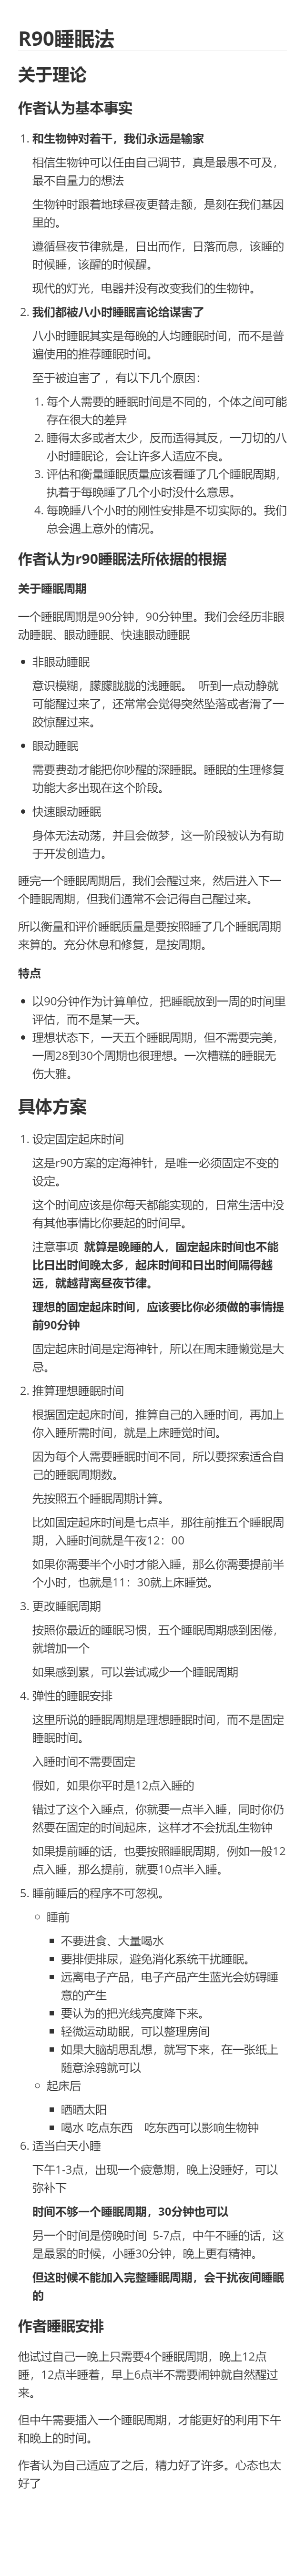 R90睡眠法
关于理论
作者认为基本事实
1. 和生物钟对着干，我们永远是输家
相信生物钟可以任由自己调节，真是最愚不可及，
最不自量力的想法
生物钟时跟着地球昼夜更替走额，是刻在我们基因
里的。
遵循昼夜节律就是，日出而作，日落而息，该睡的
时候睡，该醒的时候醒。
现代的灯光，电器并没有改变我们的生物钟。
2. 我们都被八小时睡眠言论给谋害了
八小时睡眠其实是每晚的人均睡眠时间，而不是普
遍使用的推荐睡眠时间。
至于被迫害了 ，有以下几个原因：
1. 每个人需要的睡眠时间是不同的，个体之间可能
存在很大的差异
2. 睡得太多或者太少，反而适得其反，一刀切的八
小时睡眠论，会让许多人适应不良。
3. 评估和衡量睡眠质量应该看睡了几个睡眠周期，
执着于每晚睡了几个小时没什么意思。
4. 每晚睡八个小时的刚性安排是不切实际的。我们
总会遇上意外的情况。
作者认为r90睡眠法所依据的根据
关于睡眠周期
一个睡眠周期是90分钟，90分钟里。我们会经历非眼
动睡眠、眼动睡眠、快速眼动睡眠
• 非眼动睡眠
意识模糊，朦朦胧胧的浅睡眠。 听到一点动静就
可能醒过来了，还常常会觉得突然坠落或者滑了一
跤惊醒过来。
• 眼动睡眠
需要费劲才能把你吵醒的深睡眠。睡眠的生理修复
功能大多出现在这个阶段。
• 快速眼动睡眠
身体无法动荡，并且会做梦，这一阶段被认为有助
于开发创造力。
睡完一个睡眠周期后，我们会醒过来，然后进入下一
个睡眠周期，但我们通常不会记得自己醒过来。
所以衡量和评价睡眠质量是要按照睡了几个睡眠周期
来算的。充分休息和修复，是按周期。
特点
• 以90分钟作为计算单位，把睡眠放到一周的时间里
评估，而不是某一天。
• 理想状态下，一天五个睡眠周期，但不需要完美，
一周28到30个周期也很理想。一次糟糕的睡眠无
伤大雅。
具体方案
1. 设定固定起床时间
这是r90方案的定海神针，是唯一必须固定不变的
设定。
这个时间应该是你每天都能实现的，日常生活中没
有其他事情比你要起的时间早。
注意事项 就算是晚睡的人，固定起床时间也不能
比日出时间晚太多，起床时间和日出时间隔得越
远，就越背离昼夜节律。
理想的固定起床时间，应该要比你必须做的事情提
前90分钟
固定起床时间是定海神针，所以在周末睡懒觉是大
忌。
2. 推算理想睡眠时间
根据固定起床时间，推算自己的入睡时间，再加上
你入睡所需时间，就是上床睡觉时间。
因为每个人需要睡眠时间不同，所以要探索适合自
己的睡眠周期数。
先按照五个睡眠周期计算。
比如固定起床时间是七点半，那往前推五个睡眠周
期，入睡时间就是午夜12：00
如果你需要半个小时才能入睡，那么你需要提前半
个小时，也就是11：30就上床睡觉。
3. 更改睡眠周期
按照你最近的睡眠习惯，五个睡眠周期感到困倦，
就增加一个
如果感到累，可以尝试减少一个睡眠周期
4. 弹性的睡眠安排
这里所说的睡眠周期是理想睡眠时间，而不是固定
睡眠时间。
入睡时间不需要固定
假如，如果你平时是12点入睡的
错过了这个入睡点，你就要一点半入睡，同时你仍
然要在固定的时间起床，这样才不会扰乱生物钟
如果提前睡的话，也要按照睡眠周期，例如一般12
点入睡，那么提前，就要10点半入睡。
5. 睡前睡后的程序不可忽视。
○ 睡前
▪ 不要进食、大量喝水
▪ 要排便排尿，避免消化系统干扰睡眠。
▪ 远离电子产品，电子产品产生蓝光会妨碍睡
意的产生
▪ 要认为的把光线亮度降下来。
▪ 轻微运动助眠，可以整理房间
▪ 如果大脑胡思乱想，就写下来，在一张纸上
随意涂鸦就可以
○ 起床后
▪ 晒晒太阳
▪ 喝水 吃点东西 吃东西可以影响生物钟
6. 适当白天小睡
下午1-3点，出现一个疲惫期，晚上没睡好，可以
弥补下
时间不够一个睡眠周期，30分钟也可以
另一个时间是傍晚时间 5-7点，中午不睡的话，这
是最累的时候，小睡30分钟，晚上更有精神。
但这时候不能加入完整睡眠周期，会干扰夜间睡眠
的
作者睡眠安排
他试过自己一晚上只需要4个睡眠周期，晚上12点
睡，12点半睡着，早上6点半不需要闹钟就自然醒过
来。
但中午需要插入一个睡眠周期，才能更好的利用下午
和晚上的时间。
作者认为自己适应了之后，精力好了许多。心态也太
好了